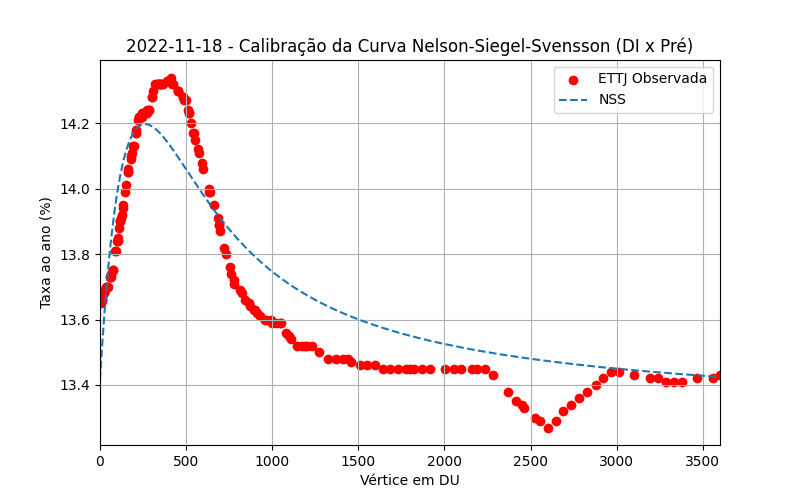 2022-11-18 - Calibração da Curva Nelson-Siegel-Svensson (DI x Pré)
ETTJ Observada
NSS
Taxa ao ano (%)
14.2
14.0
13.8
13.6
13.4
0 500 1000 1500 2000 2500 3000 3500
Vértice em DU